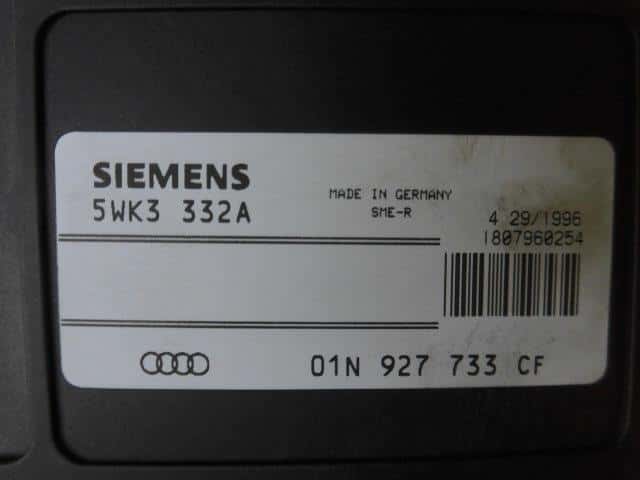 SIEMENS
5WK3 332A
MADE IN GERMANY
SME-R
4 29/1996
1807960254
01N 927 733 CF